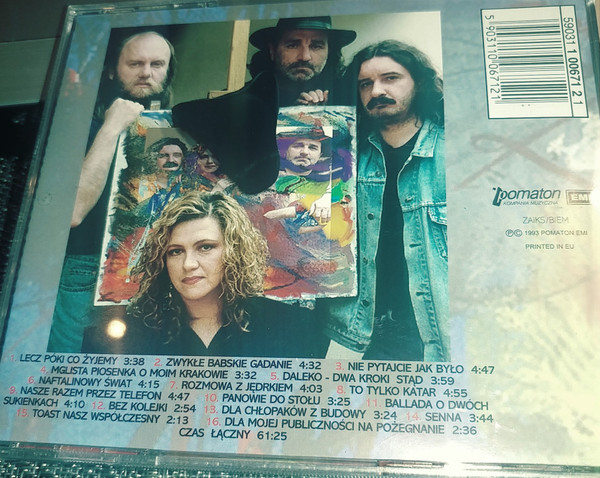 5903110067121
59031 1 0067 2 1
pomaton EMI
KOMPANIA MUZYCZNA
ZAIKS/BIEM
℗© 1993 POMATON EMI
PRINTED IN EU
1. LECZ PÓKI CO ŻYJEMY 3:38 2. ZWYKŁE BABSKIE GADANIE 4:32 3. NIE PYTAJCIE JAK BYŁO 4:47
4. MGLISTA PIOSENKA O MOIM KRAKOWIE 3:32 5. DALEKO - DWA KROKI STĄD 3:59
6. NAFTALINOWY ŚWIAT 4:15 7. ROZMOWA Z JĘDRKIEM 4:03 8. TO TYLKO KATAR 4:55
9. NASZE RAZEM PRZEZ TELEFON 4:47 10. PANOWIE DO STOŁU 3:25 11. BALLADA O DWÓCH
SUKIENKACH 4:10 12. BEZ KOLEJKI 2:54 13. DLA CHŁOPAKÓW Z BUDOWY 3:24 14. SENNA 3:44
15. TOAST NASZ WSPÓŁCZESNY 2:13 16. DLA MOJEJ PUBLICZNOŚCI NA POŻEGNANIE 2:36
CZAS ŁĄCZNY 61:25